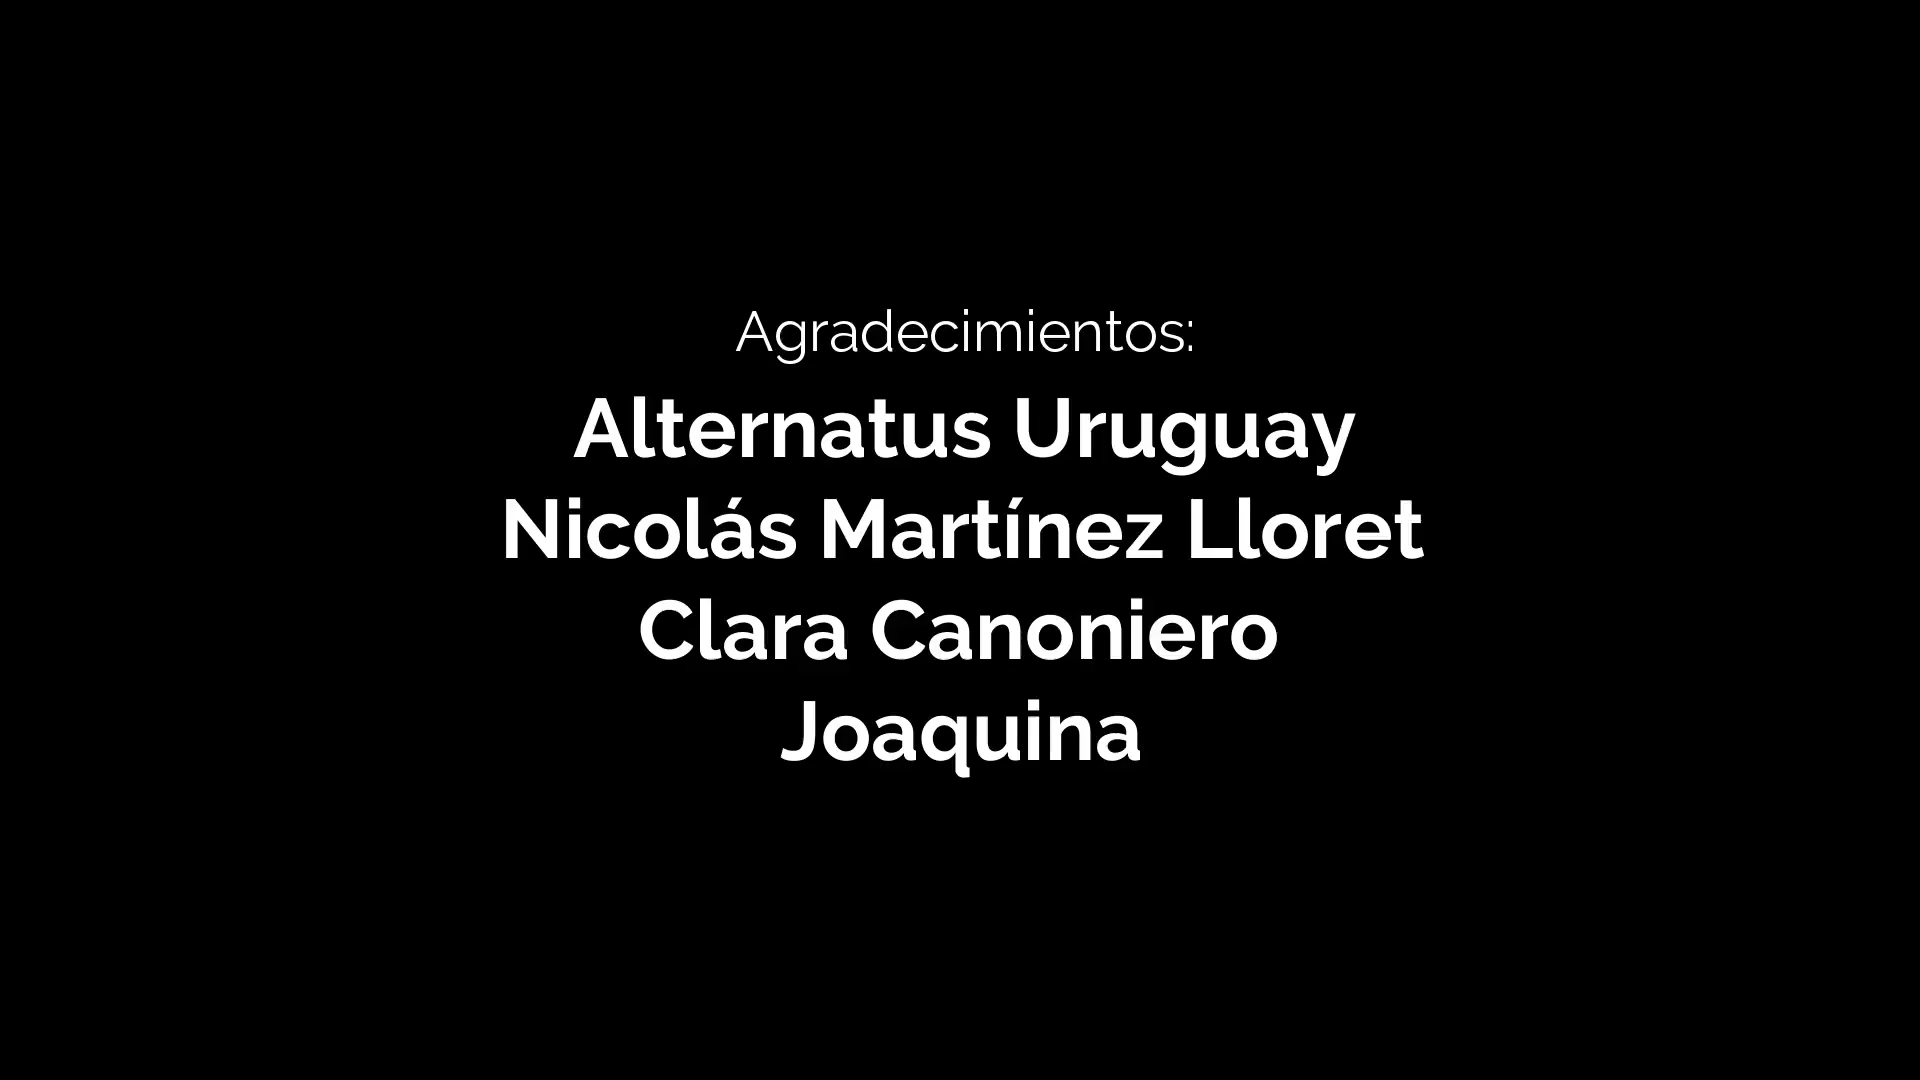 Agradecimientos:
Alternatus Uruguay
Nicolás Martínez Lloret
Clara Canoniero
Joaquina